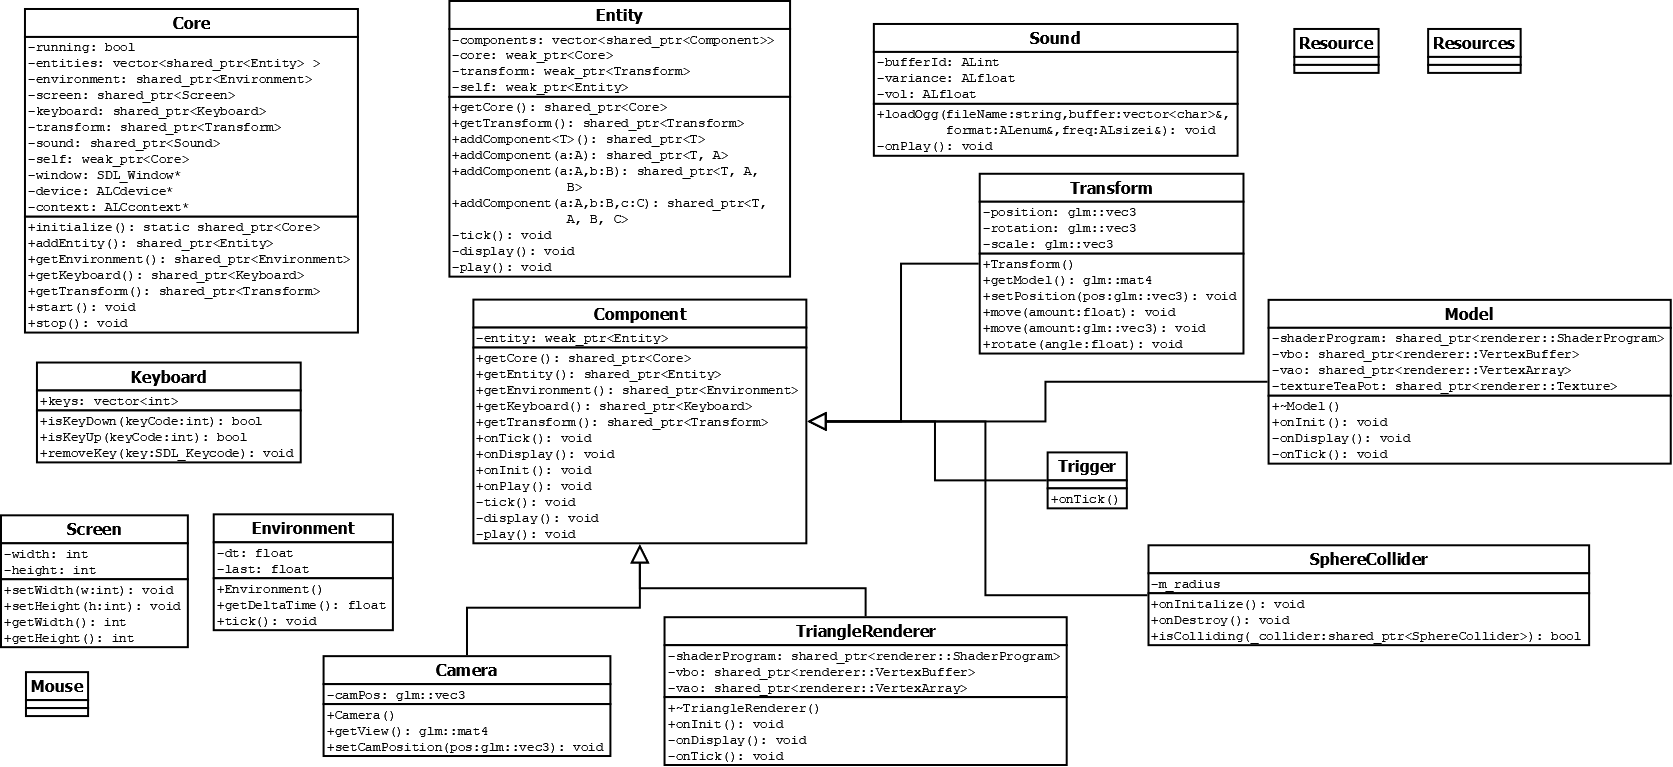 Core
-running: bool
-entities: vector<shared_ptr<Entity> >
-environment: shared_ptr<Environment>
-screen: shared_ptr<Screen>
-keyboard: shared_ptr<Keyboard>
-transform: shared_ptr<Transform>
-sound: shared_ptr<Sound>
-self: weak_ptr<Core>
-window: SDL_Window*
-device: ALCdevice*
-context: ALCcontext*
+initialize(): static shared_ptr<Core>
+addEntity(): shared_ptr<Entity>
+getEnvironment(): shared_ptr<Environment>
+getKeyboard(): shared_ptr<Keyboard>
+getTransform(): shared_ptr<Transform>
+start(): void
+stop(): void
Entity
-components: vector<shared_ptr<Component>>
-core: weak_ptr<Core>
-transform: weak_ptr<Transform>
-self: weak_ptr<Entity>
+getCore(): shared_ptr<Core>
+getTransform(): shared_ptr<Transform>
+addComponent<T>(): shared_ptr<T>
+addComponent(a:A): shared_ptr<T, A>
+addComponent(a:A,b:B): shared_ptr<T, A,
B>
+addComponent(a:A,b:B,c:C): shared_ptr<T,
A, B, C>
-tick(): void
-display(): void
-play(): void
Sound
-bufferId: ALint
-variance: ALfloat
-vol: ALfloat
+loadOgg(fileName:string,buffer:vector<char>&,
format:ALenum&,freq:ALsizei&): void
-onPlay(): void
Resource
Resources
Transform
-position: glm::vec3
-rotation: glm::vec3
-scale: glm::vec3
+Transform()
+getModel(): glm::mat4
+setPosition(pos:glm::vec3): void
+move(amount:float): void
+move(amount:glm::vec3): void
+rotate(angle:float): void
Component
-entity: weak_ptr<Entity>
+getCore(): shared_ptr<Core>
+getEntity(): shared_ptr<Entity>
+getEnvironment(): shared_ptr<Environment>
+getKeyboard(): shared_ptr<Keyboard>
+getTransform(): shared_ptr<Transform>
+onTick(): void
+onDisplay(): void
+onInit(): void
+onPlay(): void
-tick(): void
-display(): void
-play(): void
Model
-shaderProgram: shared_ptr<renderer::ShaderProgram>
-vbo: shared_ptr<renderer::VertexBuffer>
-vao: shared_ptr<renderer::VertexArray>
-textureTeaPot: shared_ptr<renderer::Texture>
+~Model()
+onInit(): void
-onDisplay(): void
-onTick(): void
Keyboard
+keys: vector<int>
+isKeyDown(keyCode:int): bool
+isKeyUp(keyCode:int): bool
+removeKey(key:SDL_Keycode): void
Trigger
+onTick()
Screen
-width: int
-height: int
+setWidth(w:int): void
+setHeight(h:int): void
+getWidth(): int
+getHeight(): int
Environment
-dt: float
-last: float
+Environment()
+getDeltaTime(): float
+tick(): void
SphereCollider
-m_radius
+onInitalize(): void
+onDestroy(): void
+isColliding(_collider:shared_ptr<SphereCollider>): bool
Mouse
Camera
-camPos: glm::vec3
+Camera()
+getView(): glm::mat4
+setCamPosition(pos:glm::vec3): void
TriangleRenderer
-shaderProgram: shared_ptr<renderer::ShaderProgram>
-vbo: shared_ptr<renderer::VertexBuffer>
-vao: shared_ptr<renderer::VertexArray>
+~TriangleRenderer()
+onInit(): void
-onDisplay(): void
-onTick(): void